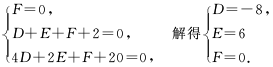 F=0,
D+E+F+2=0, 解得
4D+2E+F+20=0,
D=-8,
E=6
F=0.